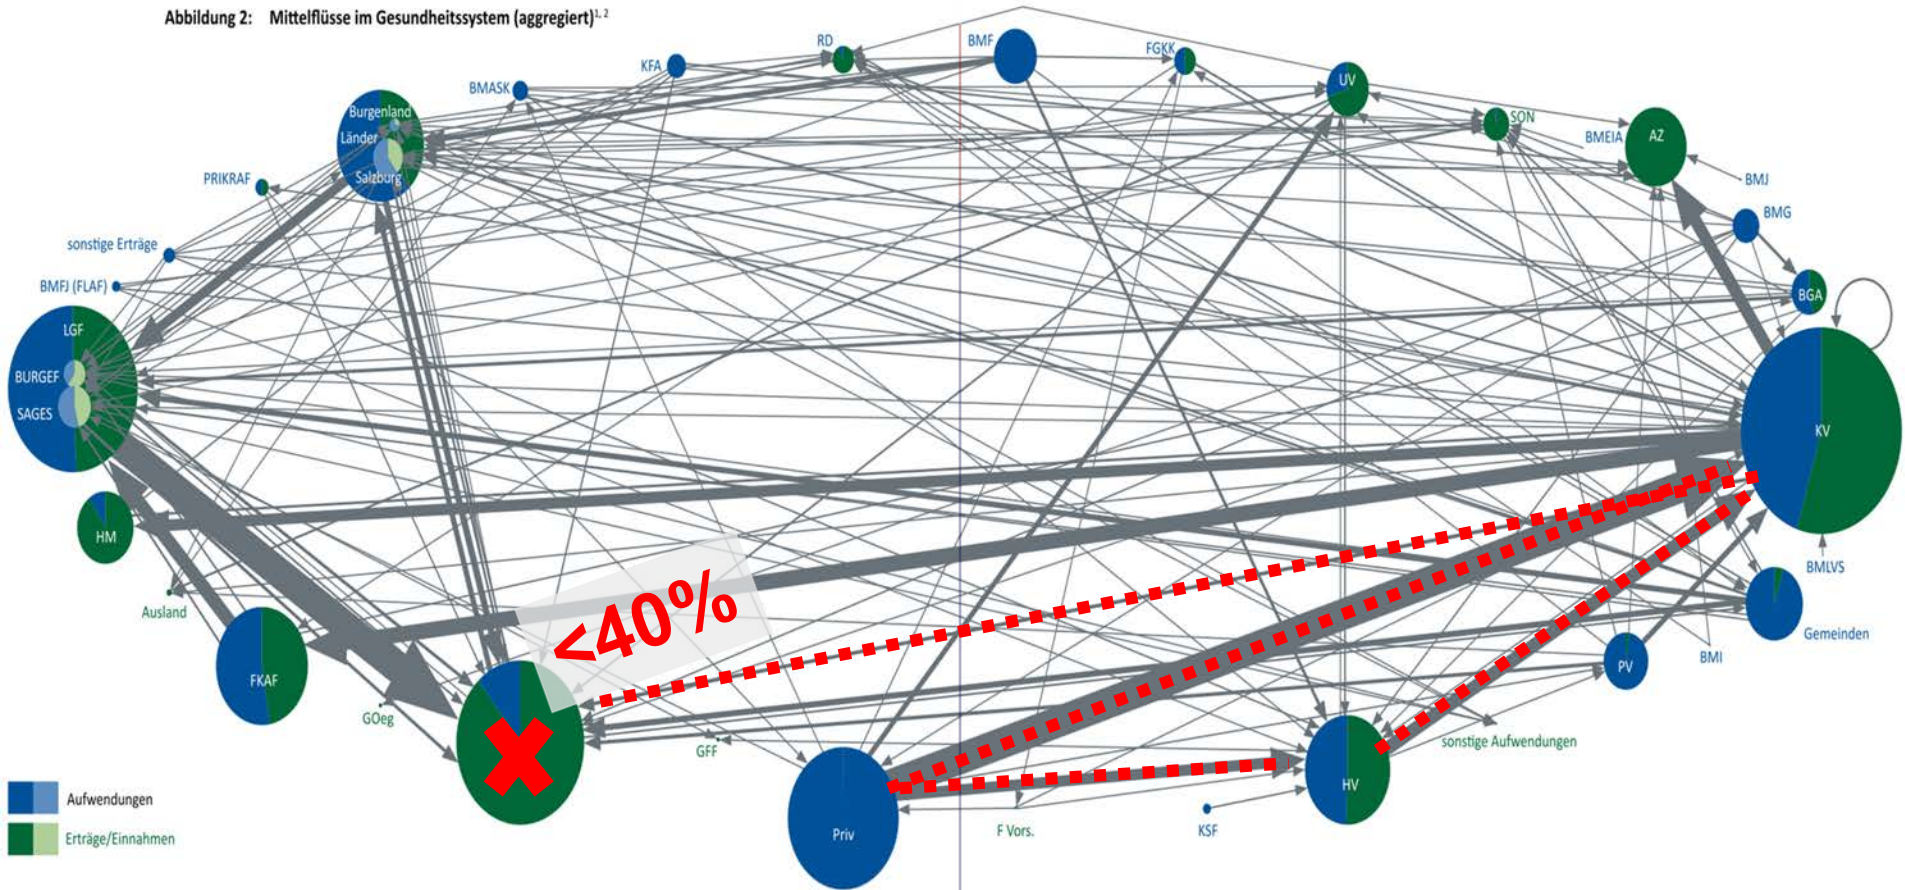 Abbildung 2: Mittelflüsse im Gesundheitssystem (aggregiert)1, 2
RD
BMF
FGKK
KFA
BMASK
UV
Burgenland
Länder
Salzburg
SON
BMEIA
AZ
PRIKRAF
BMJ
BMG
sonstige Erträge
BMFJ (FLAF)
BGA
LGF
BURGEF
SAGES
KV
HM
BMLVS
Ausland
<40%
Gemeinden
FKAF
PV
BMI
GOeg
GFF
sonstige Aufwendungen
HV
Aufwendungen
Erträge/Einnahmen
Priv
F Vors.
KSF